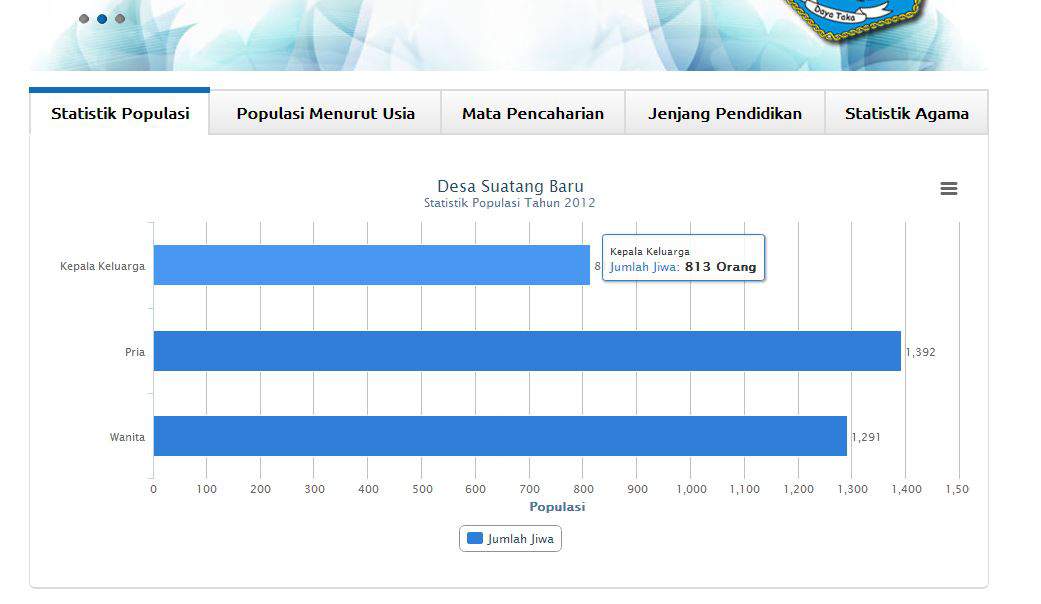 Daya Taka
Statistik Populasi
Populasi Menurut Usia
Mata Pencaharian
Jenjang Pendidikan
Statistik Agama
Desa Suatang Baru
Statistik Populasi Tahun 2012
Kepala Keluarga
8
Kepala Keluarga
Jumlah Jiwa: 813 Orang
Pria
1,392
Wanita
1,291
0 100 200 300 400 500 600 700 800 900 1,000 1,100 1,200 1,300 1,400 1,50
Populasi
Jumlah Jiwa